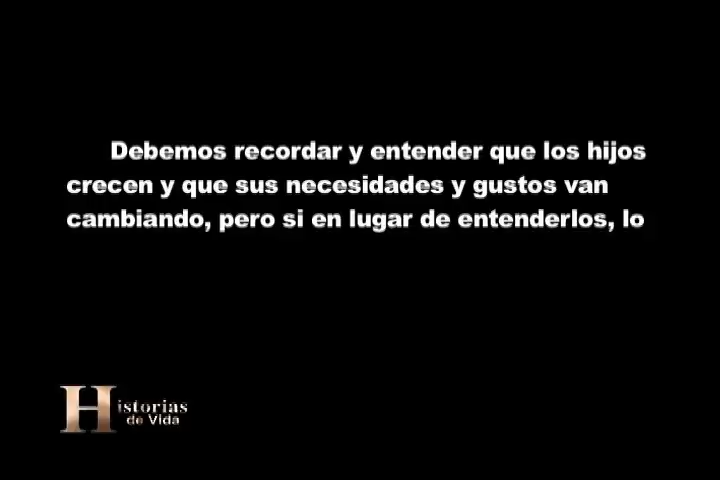 Debemos recordar y entender que los hijos
crecen y que sus necesidades y gustos van
cambiando, pero si en lugar de entenderlos, lo
Historias
de Vida